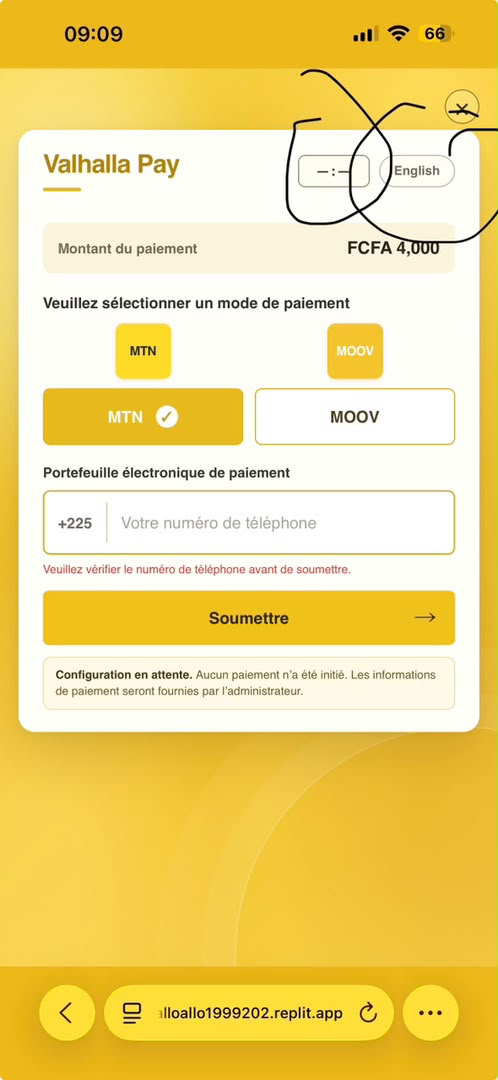 09:09
66
Valhalla Pay
–:–
English
Montant du paiement
FCFA 4,000
Veuillez sélectionner un mode de paiement
MTN
MOOV
MTN
MOOV
Portefeuille électronique de paiement
+225
Votre numéro de téléphone
Veuillez vérifier le numéro de téléphone avant de soumettre.
Soumettre
Configuration en attente. Aucun paiement n'a été initié. Les informations
de paiement seront fournies par l'administrateur.
alloallo1999202.replit.app